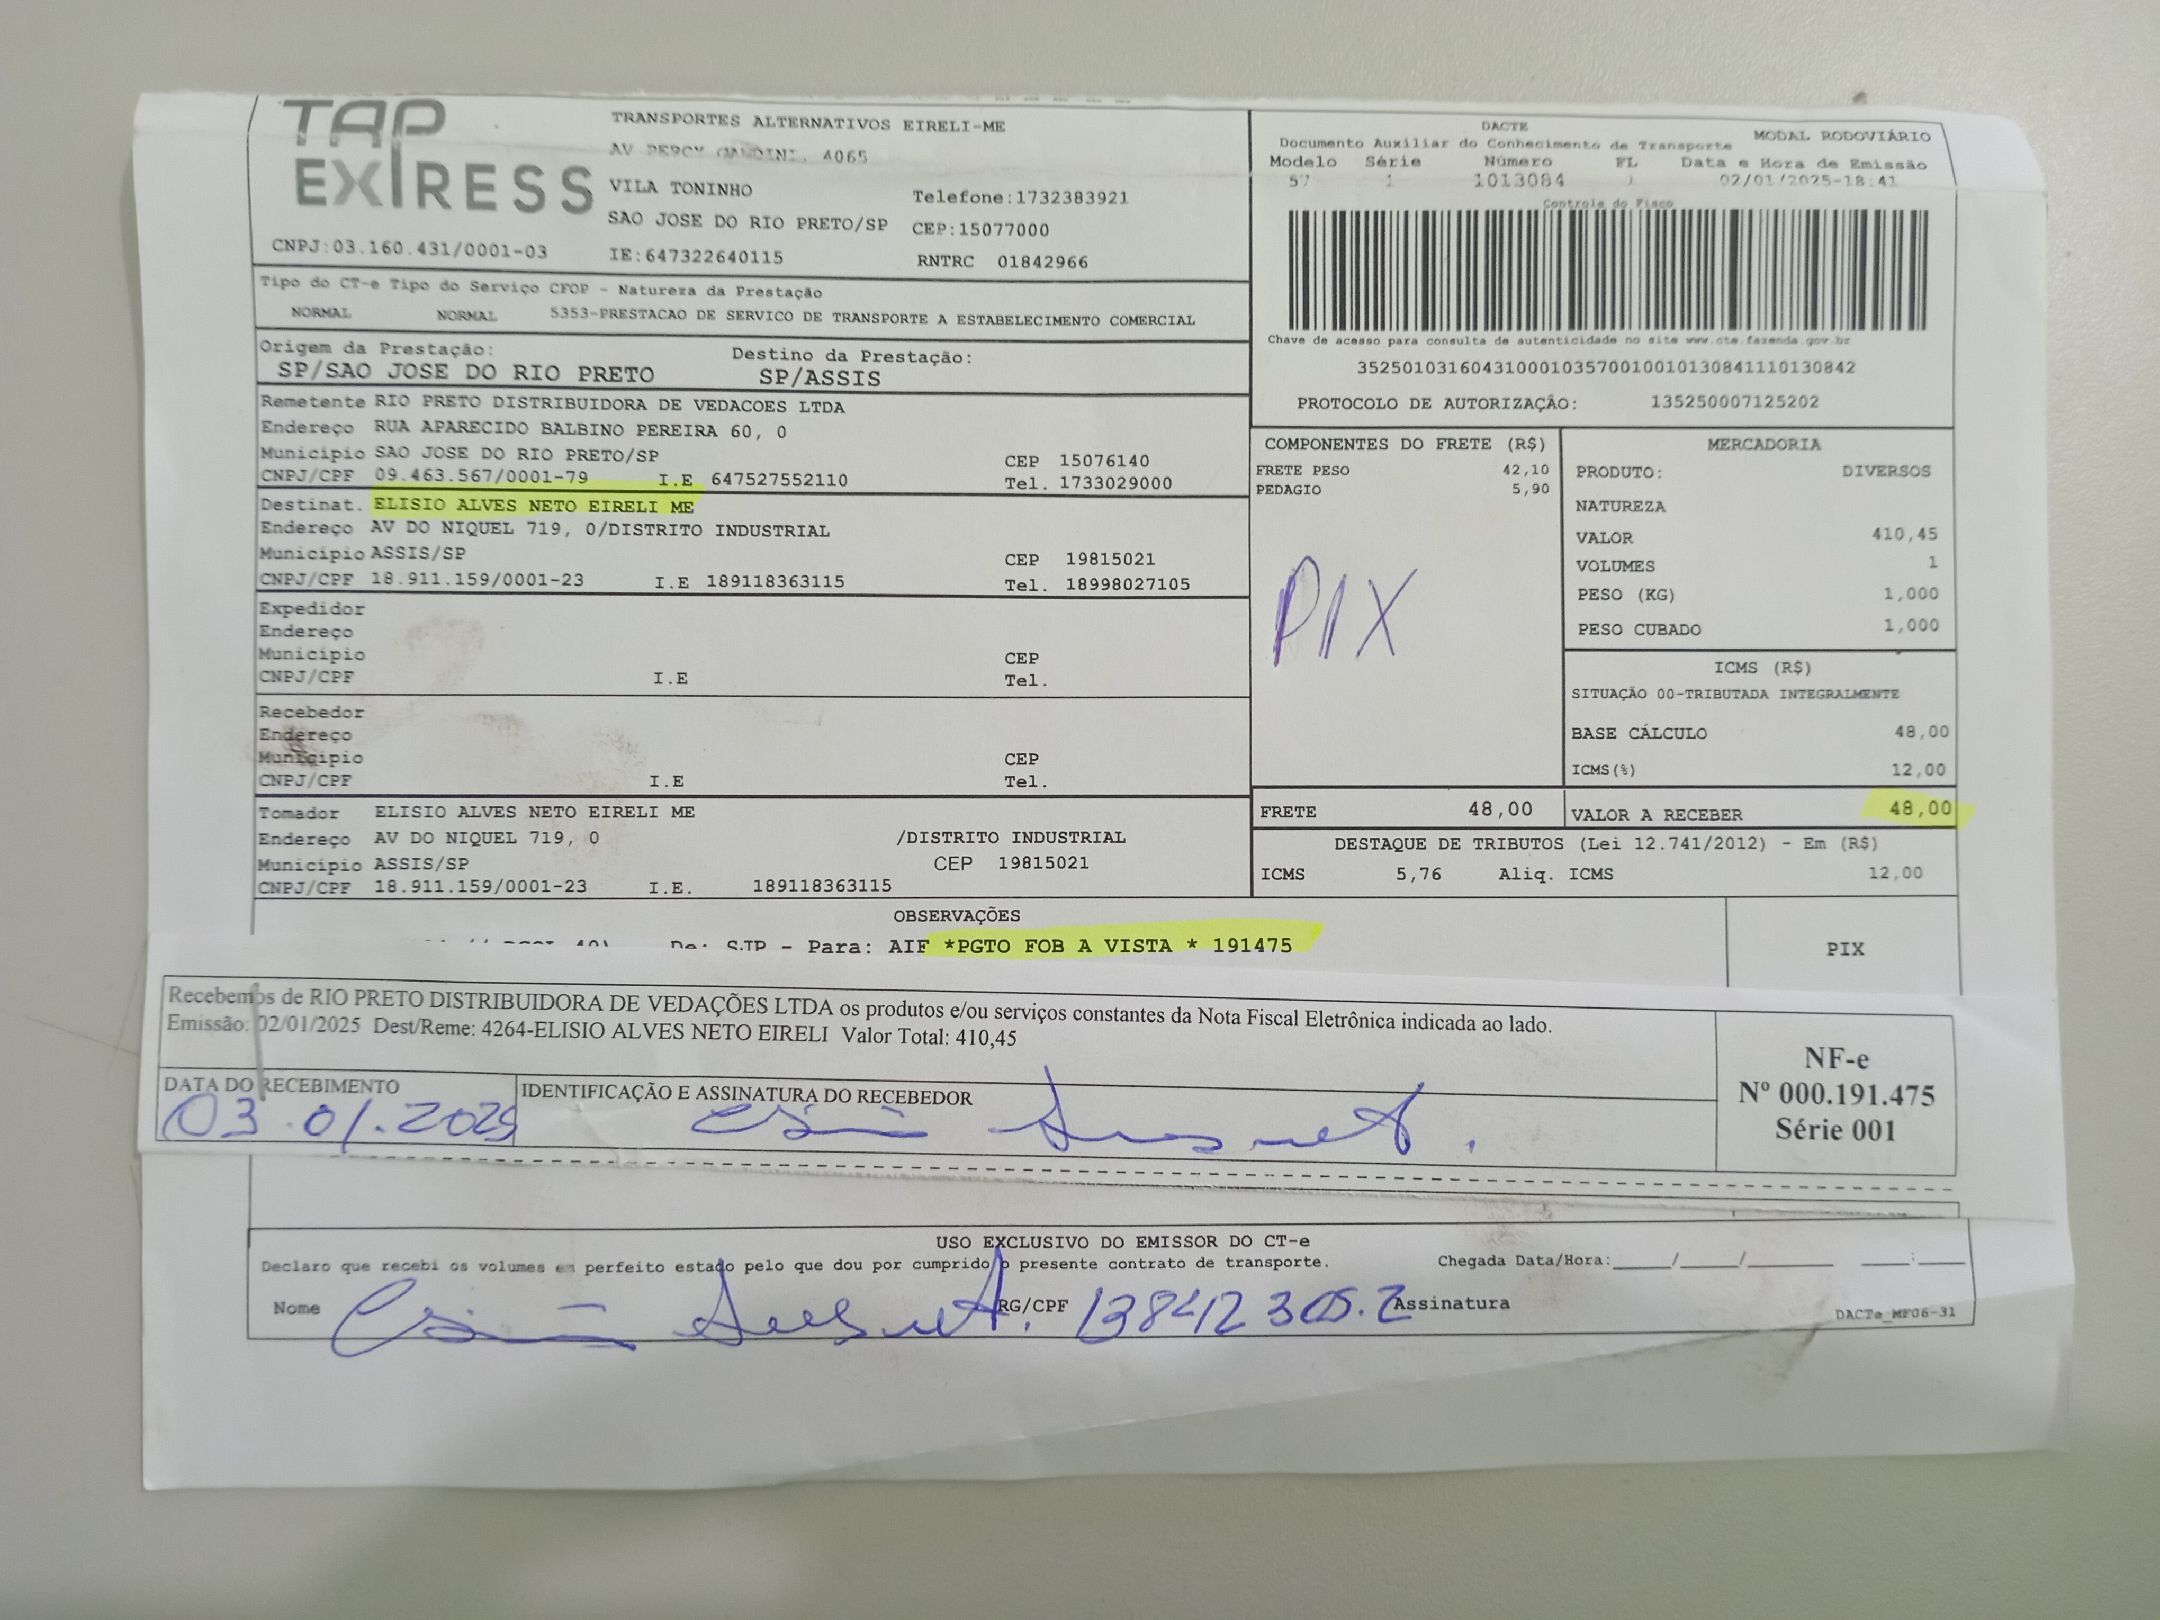 TAP
EXPRESS
TRANSPORTES ALTERNATIVOS EIRELI-ME
AV PERCY GANDINI, 4065
VILA TONINHO
Telefone:1732383921
SAO JOSE DO RIO PRETO/SP CEP:15077000
CNPJ:03.160.431/0001-03 IE:647322640115 RNTRC 01842966
DACTE MODAL RODOVIÁRIO
Documento Auxiliar do Conhecimento de Transporte
Modelo Série Número FL Data e Hora de Emissão
57 1 1013084 1 02/01/2025-18:41
Controle do Fisco
Chave de acesso para consulta de autenticidade no site www.cte.fazenda.gov.br
35250103160431000103570010010130841110130842
PROTOCOLO DE AUTORIZAÇÃO: 135250007125202
Tipo do CT-e Tipo do Serviço CFOP - Natureza da Prestação
NORMAL NORMAL 5353-PRESTACAO DE SERVICO DE TRANSPORTE A ESTABELECIMENTO COMERCIAL
Origem da Prestação: Destino da Prestação:
SP/SAO JOSE DO RIO PRETO SP/ASSIS
Remetente RIO PRETO DISTRIBUIDORA DE VEDACOES LTDA
Endereço RUA APARECIDO BALBINO PEREIRA 60, 0
Município SAO JOSE DO RIO PRETO/SP CEP 15076140
CNPJ/CPF 09.463.567/0001-79 I.E 647527552110 Tel. 1733029000
Destinat. ELISIO ALVES NETO EIRELI ME
Endereço AV DO NIQUEL 719, 0/DISTRITO INDUSTRIAL
Município ASSIS/SP CEP 19815021
CNPJ/CPF 18.911.159/0001-23 I.E 189118363115 Tel. 18998027105
Expedidor
Endereço
Município CEP
CNPJ/CPF I.E Tel.
Recebedor
Endereço
Município CEP
CNPJ/CPF I.E Tel.
Tomador ELISIO ALVES NETO EIRELI ME
Endereço AV DO NIQUEL 719, 0 /DISTRITO INDUSTRIAL
Município ASSIS/SP CEP 19815021
CNPJ/CPF 18.911.159/0001-23 I.E. 189118363115
COMPONENTES DO FRETE (R$)
FRETE PESO 42,10
PEDAGIO 5,90
PIX
MERCADORIA
PRODUTO: DIVERSOS
NATUREZA
VALOR 410,45
VOLUMES 1
PESO (KG) 1,000
PESO CUBADO 1,000
ICMS (R$)
SITUAÇÃO 00-TRIBUTADA INTEGRALMENTE
BASE CÁLCULO 48,00
ICMS(%) 12,00
FRETE 48,00 VALOR A RECEBER 48,00
DESTAQUE DE TRIBUTOS (Lei 12.741/2012) - Em (R$)
ICMS 5,76 Aliq. ICMS 12,00
OBSERVAÇÕES
De: SJP - Para: AIF *PGTO FOB A VISTA * 191475
PIX
Recebemos de RIO PRETO DISTRIBUIDORA DE VEDAÇÕES LTDA os produtos e/ou serviços constantes da Nota Fiscal Eletrônica indicada ao lado.
Emissão: 02/01/2025 Dest/Reme: 4264-ELISIO ALVES NETO EIRELI Valor Total: 410,45
DATA DO RECEBIMENTO IDENTIFICAÇÃO E ASSINATURA DO RECEBEDOR
03.01.2025
NF-e
Nº 000.191.475
Série 001
USO EXCLUSIVO DO EMISSOR DO CT-e
Declaro que recebi os volumes em perfeito estado pelo que dou por cumprido o presente contrato de transporte. Chegada Data/Hora:____/____/______ ____:____
Nome RG/CPF 13842305.2 Assinatura
DACTe_MF06-31